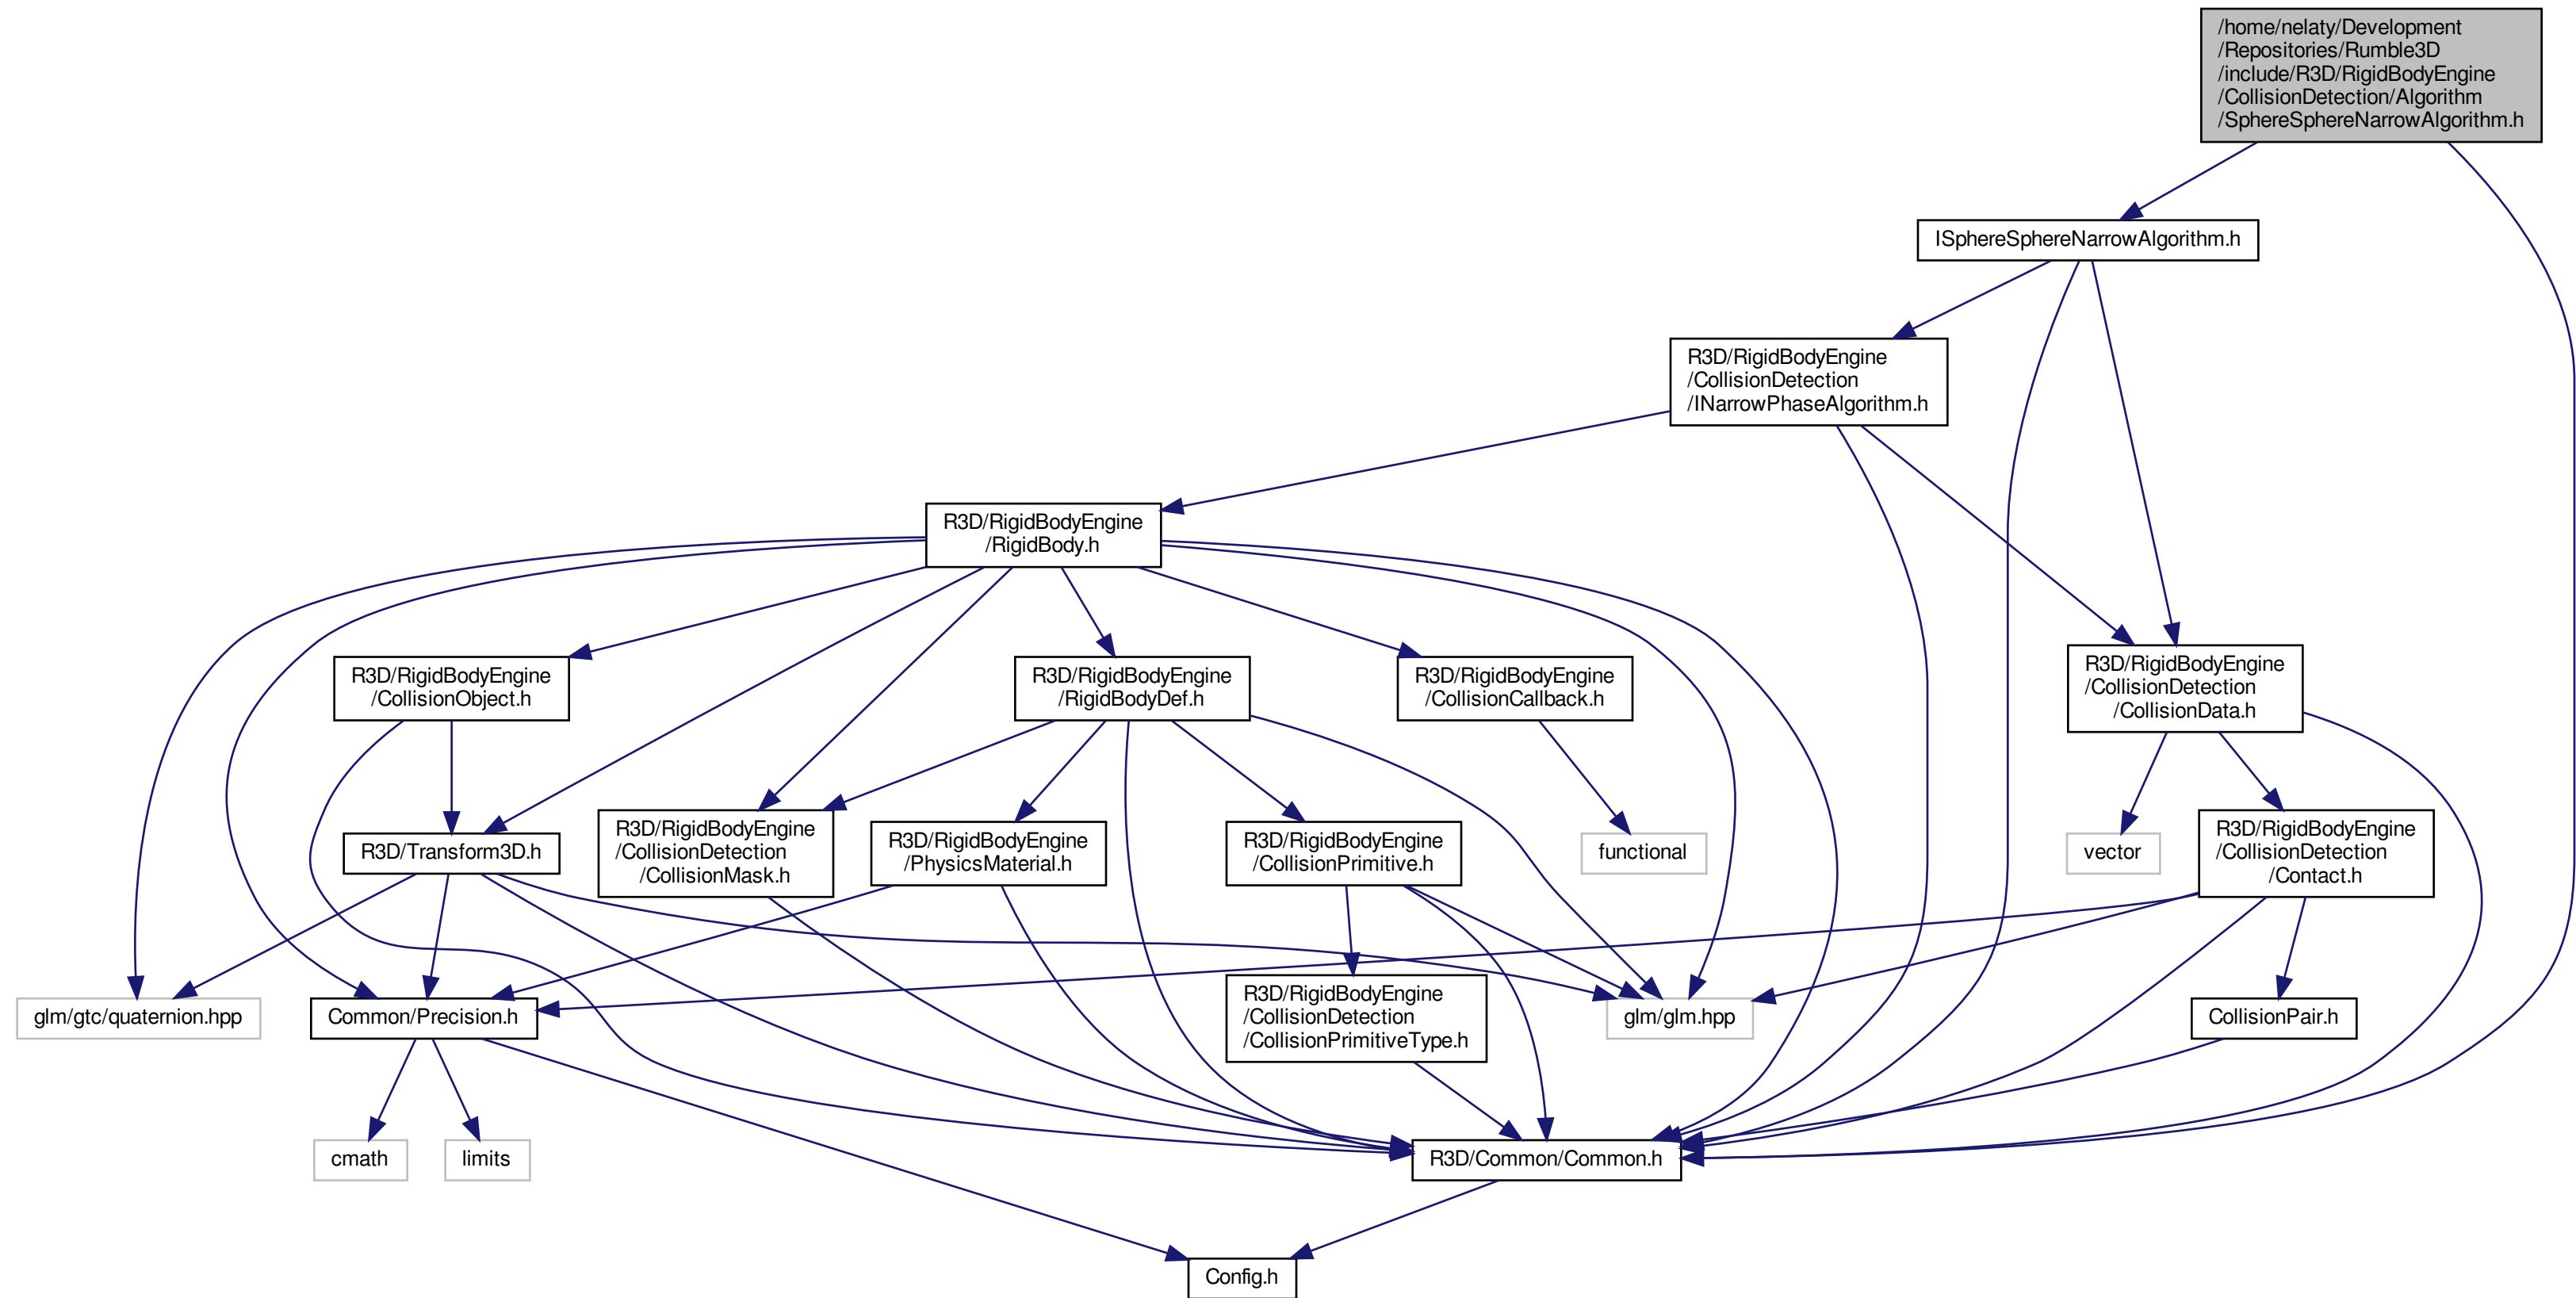 /home/nelaty/Development
/Repositories/Rumble3D
/include/R3D/RigidBodyEngine
/CollisionDetection/Algorithm
/SphereSphereNarrowAlgorithm.h
ISphereSphereNarrowAlgorithm.h
R3D/RigidBodyEngine
/CollisionDetection
/INarrowPhaseAlgorithm.h
R3D/RigidBodyEngine
/RigidBody.h
R3D/RigidBodyEngine
/CollisionObject.h
R3D/RigidBodyEngine
/RigidBodyDef.h
R3D/RigidBodyEngine
/CollisionCallback.h
R3D/RigidBodyEngine
/CollisionDetection
/CollisionData.h
R3D/Transform3D.h
R3D/RigidBodyEngine
/CollisionDetection
/CollisionMask.h
R3D/RigidBodyEngine
/PhysicsMaterial.h
R3D/RigidBodyEngine
/CollisionPrimitive.h
functional
vector
R3D/RigidBodyEngine
/CollisionDetection
/Contact.h
glm/gtc/quaternion.hpp
Common/Precision.h
R3D/RigidBodyEngine
/CollisionDetection
/CollisionPrimitiveType.h
glm/glm.hpp
CollisionPair.h
cmath
limits
R3D/Common/Common.h
Config.h